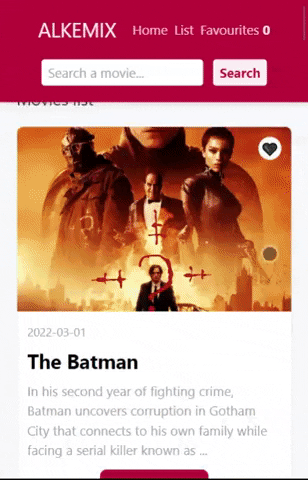 ALKEMIX Home List Favourites 0
Search a movie... Search
Movies list
2022-03-01
The Batman
In his second year of fighting crime,
Batman uncovers corruption in Gotham
City that connects to his own family while
facing a serial killer known as ...